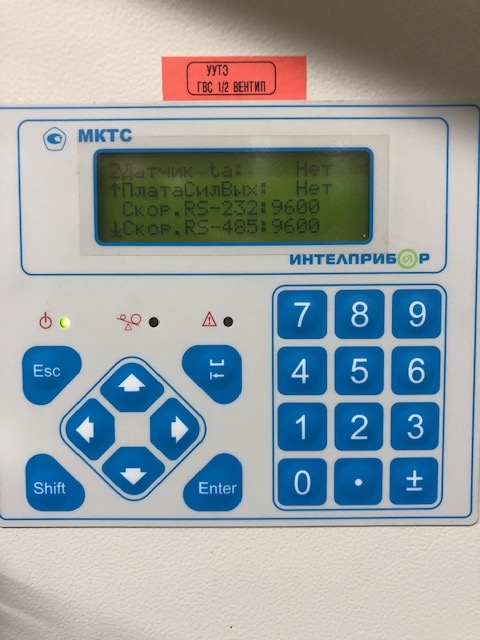 УУТЭ
ГВС 1/2 ВЕНТИЛ
МКТС
2Датчик ta: Нет
↑ПлатаСилВых: Нет
Скор.RS-232:9600
↓Скор.RS-485:9600
ИНТЕЛПРИБОР
7 8 9
Esc
4 5 6
1 2 3
Shift
Enter
0 . ±